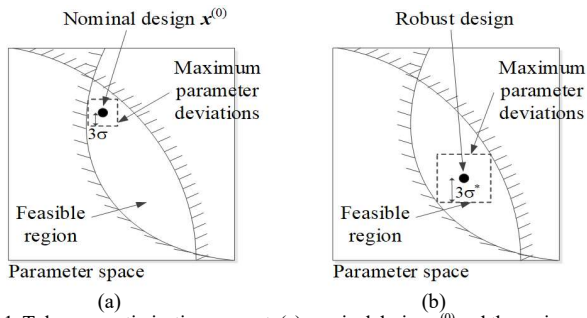 Nominal design x^(0)
Maximum
parameter
deviations
3σ
Feasible
region
Parameter space
(a)
Robust design
Maximum
parameter
deviations
3σ*
Feasible
region
Parameter space
(b)